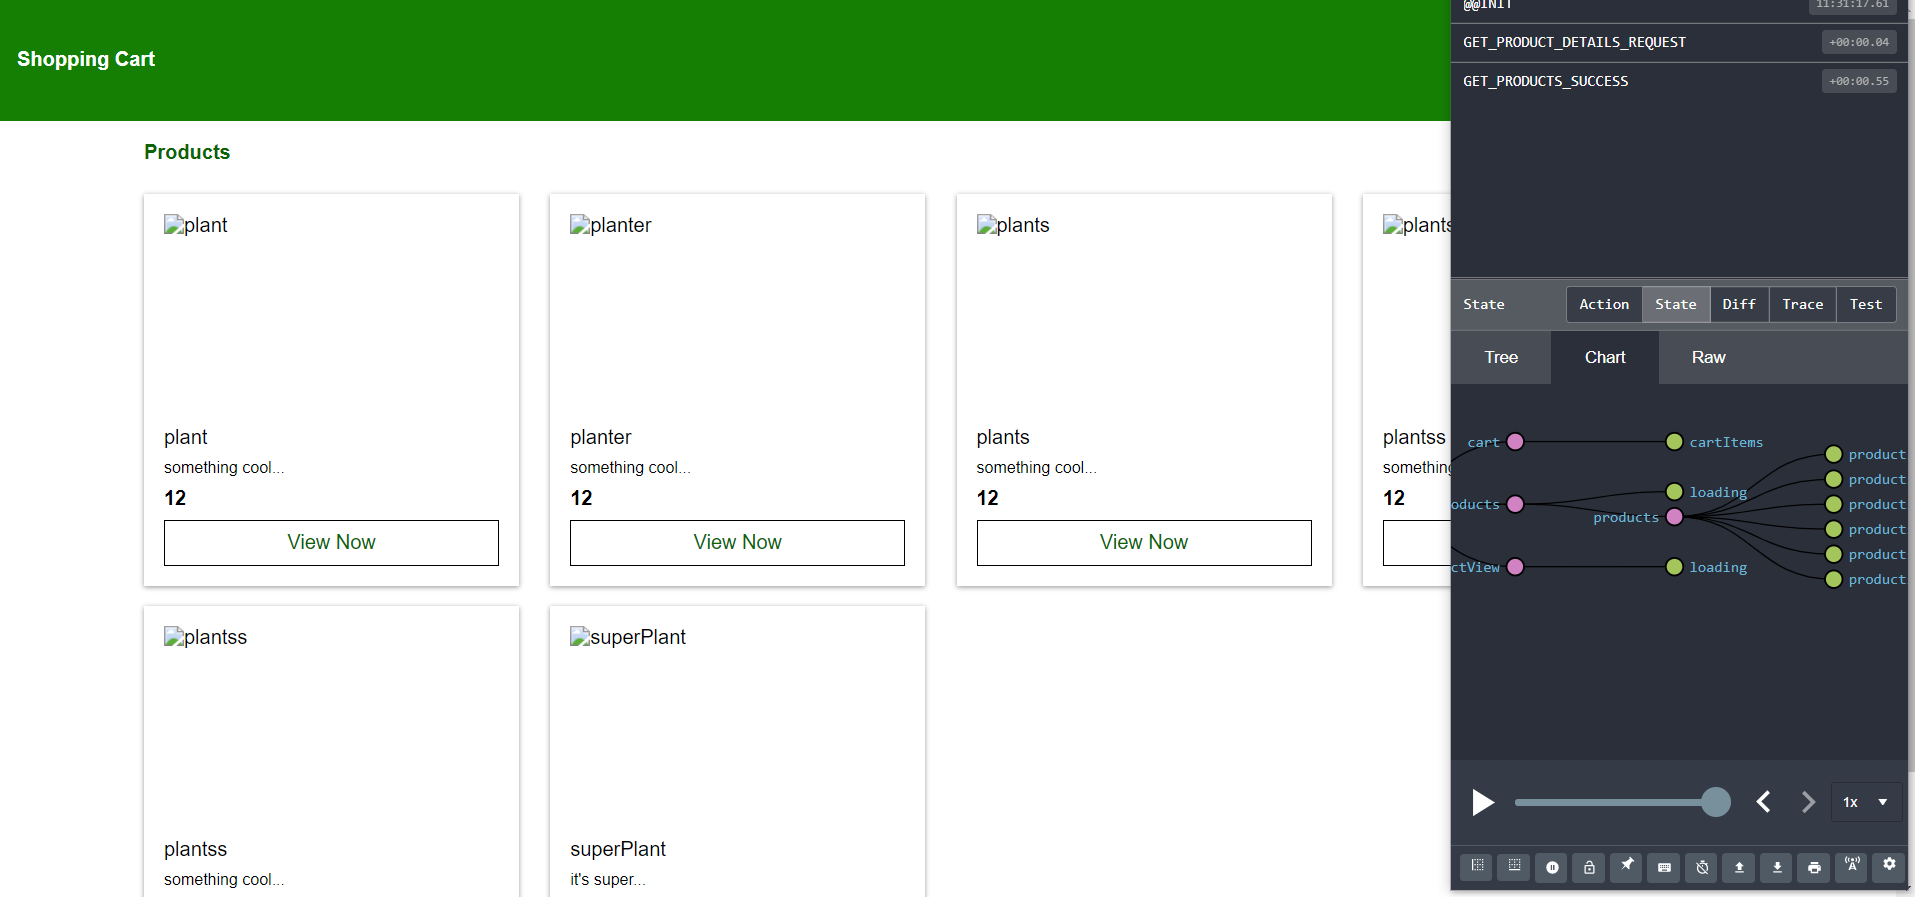 Shopping Cart
Products
plant
planter
plants
plants
plant
planter
plants
plantss
something cool...
something cool...
something cool...
something
12
12
12
12
View Now
View Now
View Now
plantss
superPlant
plantss
superPlant
something cool...
it's super...
@@INIT
11:31:17.61
GET_PRODUCT_DETAILS_REQUEST
+00:00.04
GET_PRODUCTS_SUCCESS
+00:00.55
State
Action
State
Diff
Trace
Test
Tree
Chart
Raw
cart
cartItems
product
loading
product
oducts
product
products
product
product
ctView
loading
product
1x